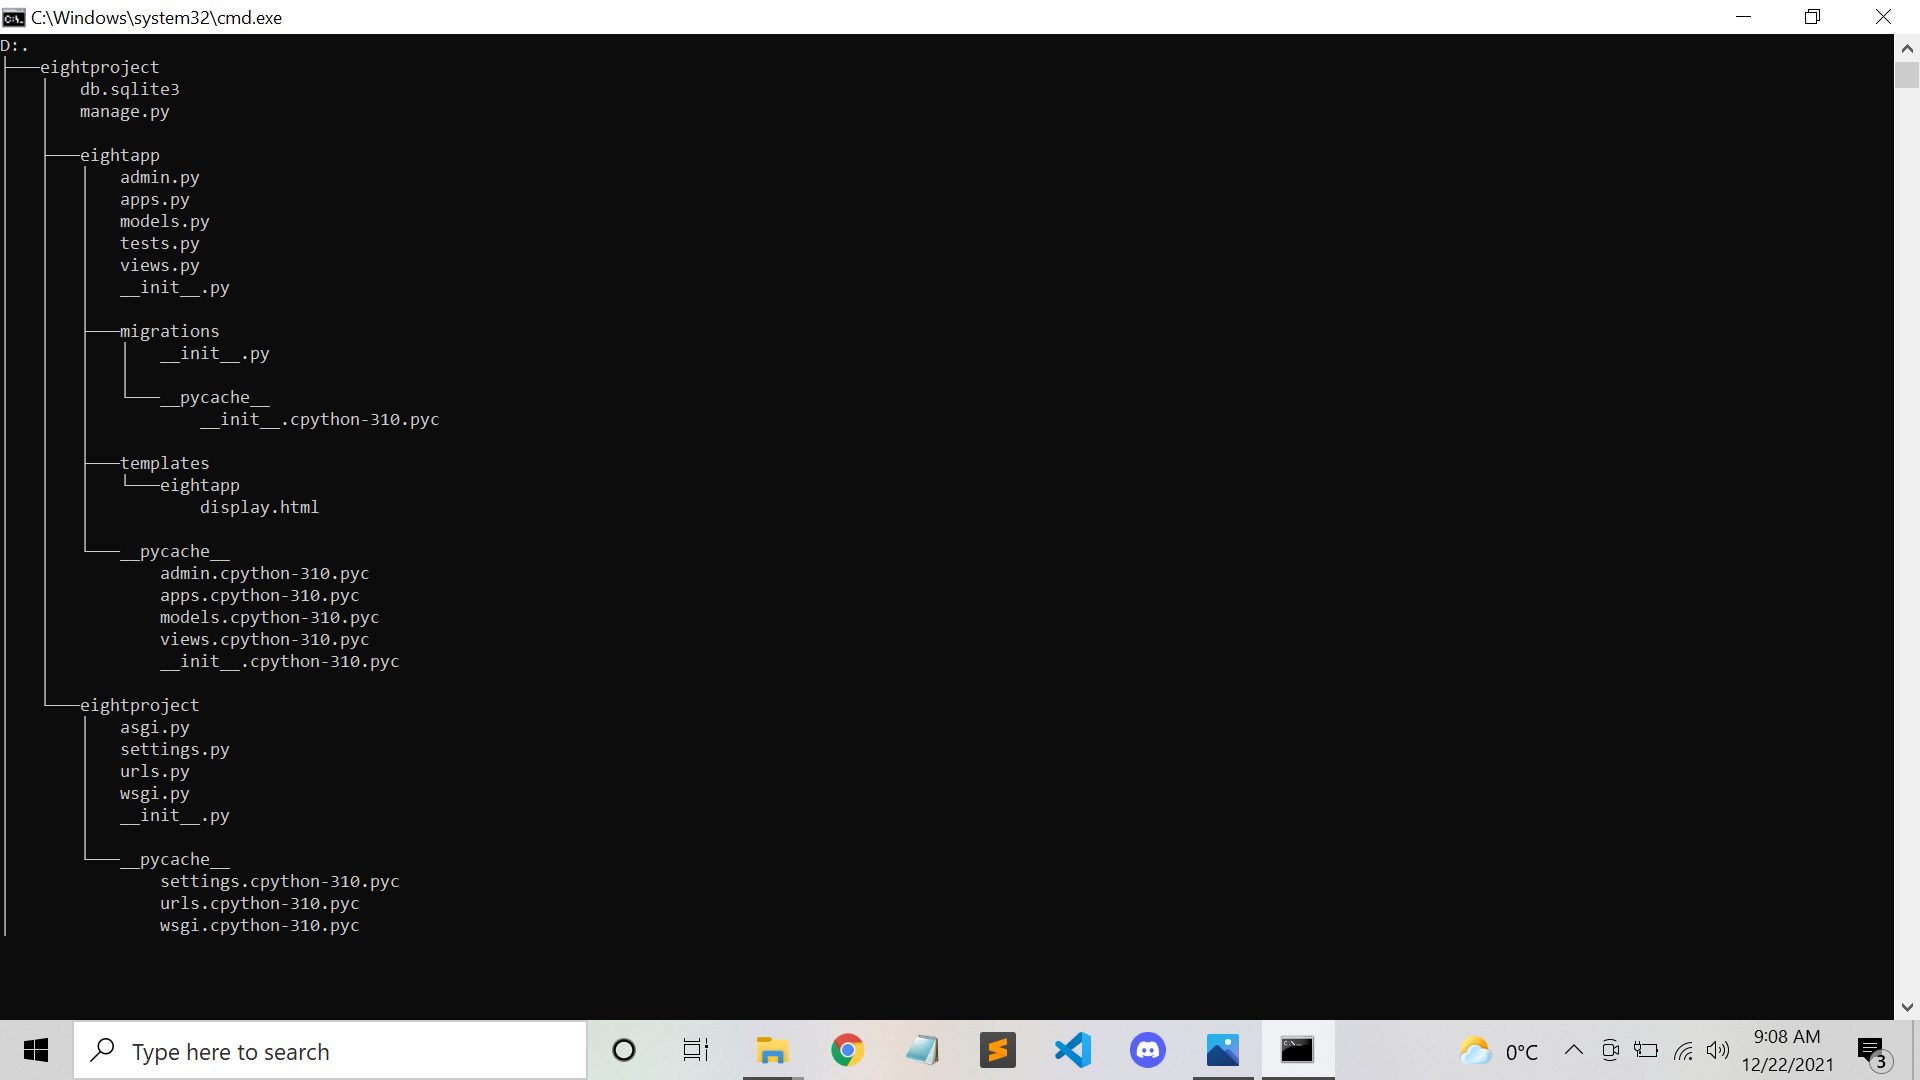 C:\Windows\system32\cmd.exe
D:.
eightproject
db.sqlite3
manage.py
eightapp
admin.py
apps.py
models.py
tests.py
views.py
__init__.py
migrations
__init__.py
__pycache__
__init__.cpython-310.pyc
templates
eightapp
display.html
__pycache__
admin.cpython-310.pyc
apps.cpython-310.pyc
models.cpython-310.pyc
views.cpython-310.pyc
__init__.cpython-310.pyc
eightproject
asgi.py
settings.py
urls.py
wsgi.py
__init__.py
__pycache__
settings.cpython-310.pyc
urls.cpython-310.pyc
wsgi.cpython-310.pyc
Type here to search
0°C
9:08 AM
12/22/2021
3